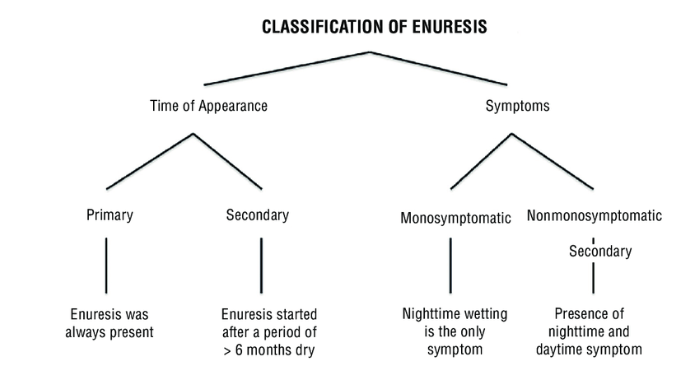 CLASSIFICATION OF ENURESIS
Time of Appearance
Symptoms
Primary
Secondary
Monosymptomatic
Nonmonosymptomatic
Secondary
Enuresis was
always present
Enuresis started
after a period of
> 6 months dry
Nighttime wetting
is the only
symptom
Presence of
nighttime and
daytime symptom